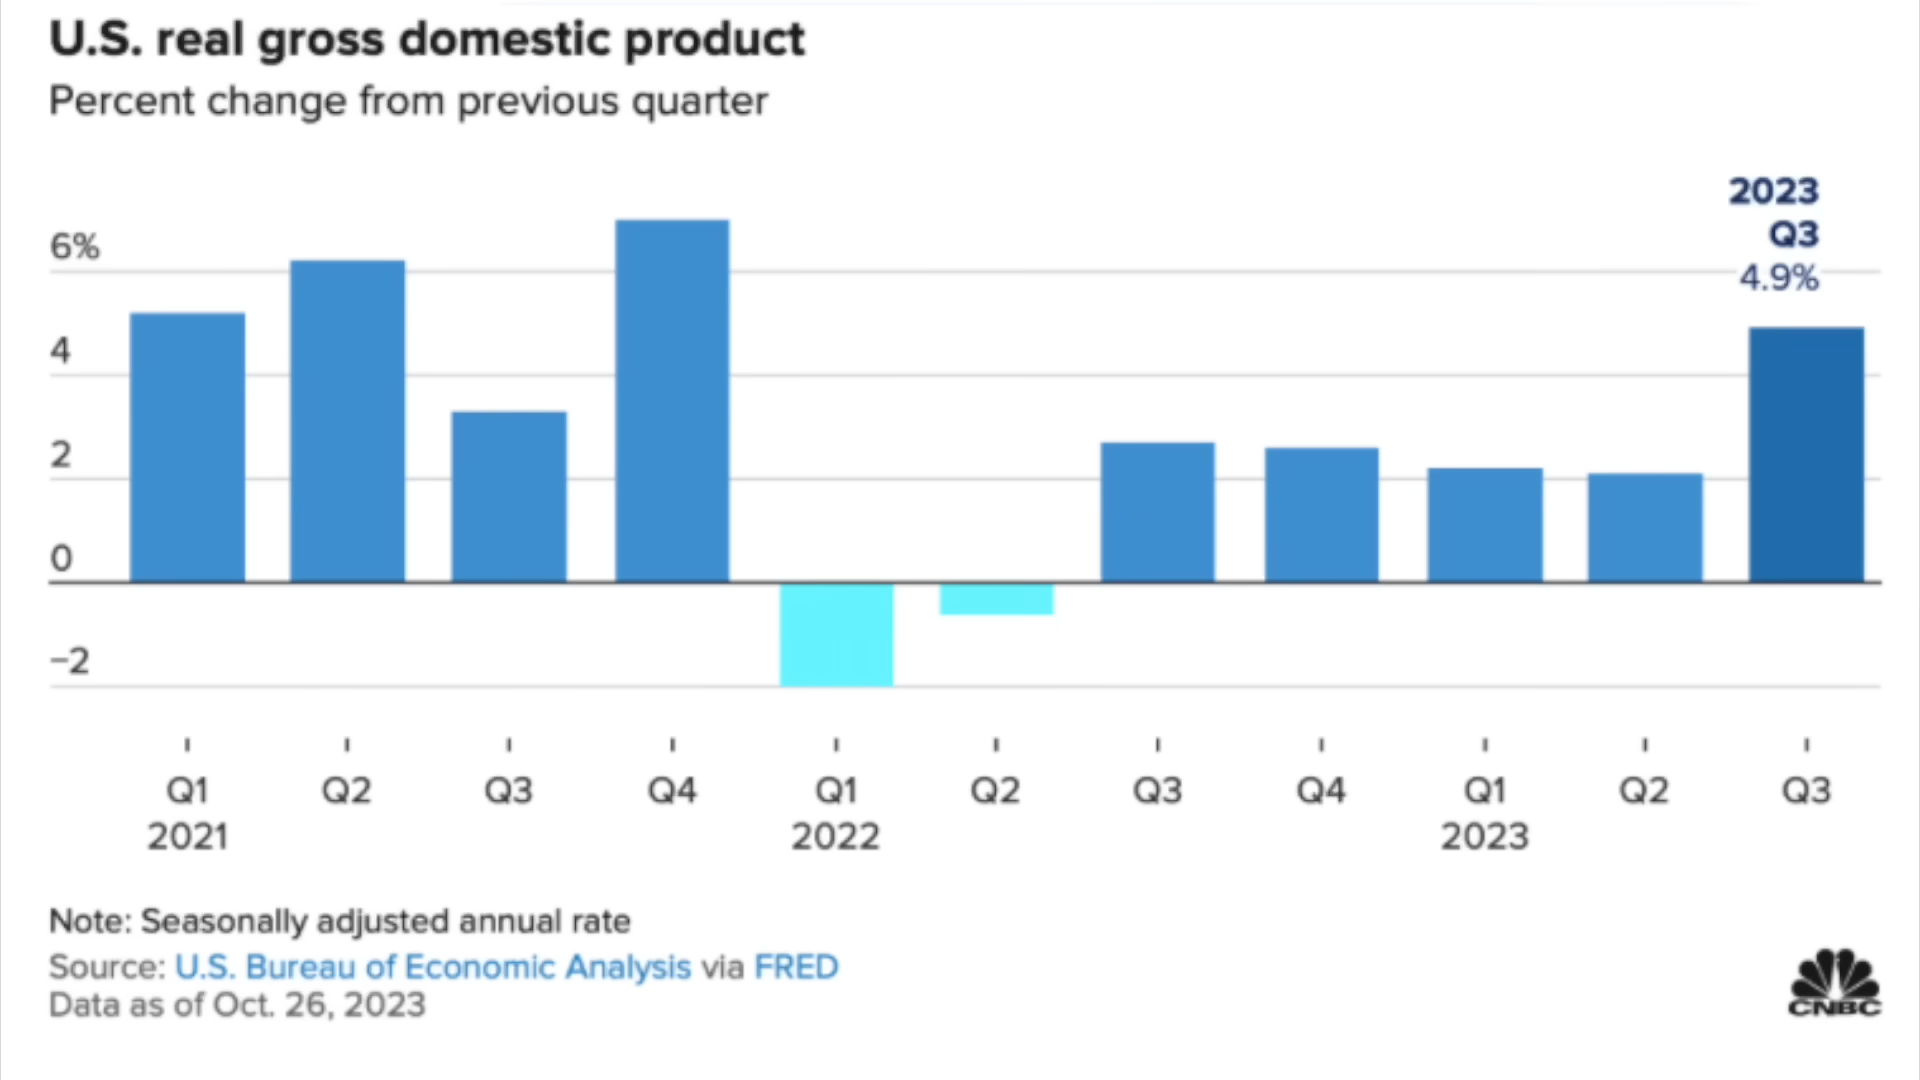 U.S. real gross domestic product
Percent change from previous quarter
2023
Q3
4.9%
6%
4
2
0
−2
Q1 Q2 Q3 Q4 Q1 Q2 Q3 Q4 Q1 Q2 Q3
2021 2022 2023
Note: Seasonally adjusted annual rate
Source: U.S. Bureau of Economic Analysis via FRED
Data as of Oct. 26, 2023
CNBC